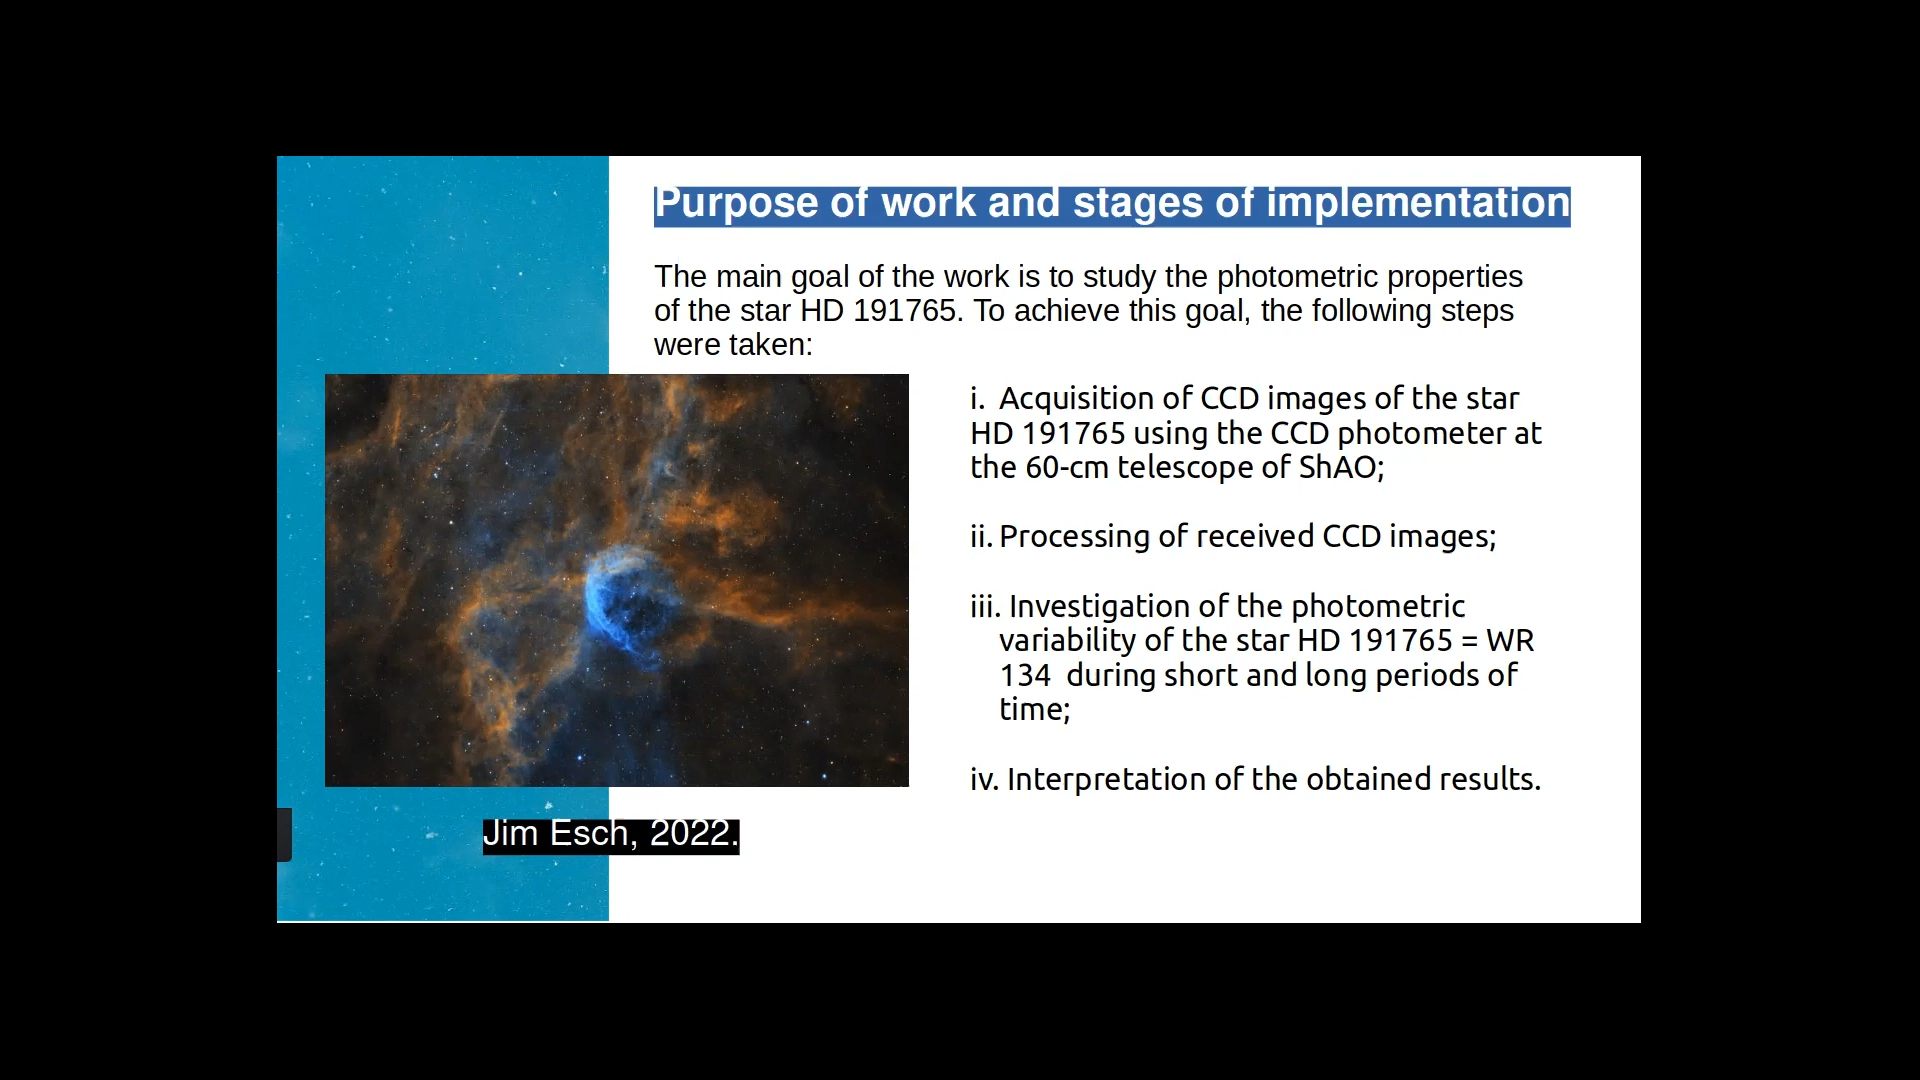 Purpose of work and stages of implementation
The main goal of the work is to study the photometric properties
of the star HD 191765. To achieve this goal, the following steps
were taken:
i. Acquisition of CCD images of the star
HD 191765 using the CCD photometer at
the 60-cm telescope of ShAO;
ii. Processing of received CCD images;
iii. Investigation of the photometric
variability of the star HD 191765 = WR
134 during short and long periods of
time;
iv. Interpretation of the obtained results.
Jim Esch, 2022.